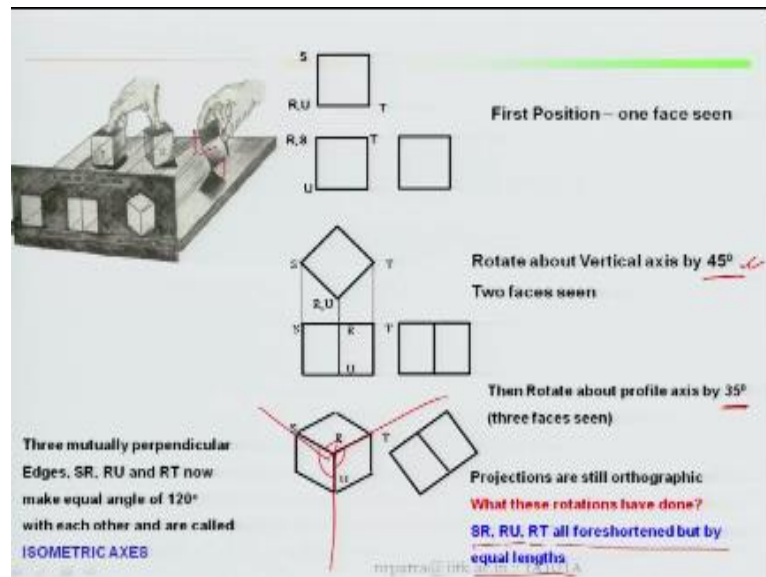 S
R,U T
First Position – one face seen
R,S T
U
S T
Rotate about Vertical axis by 45º
Two faces seen
R,U
S R T
U
Then Rotate about profile axis by 35º
(three faces seen)
S R T
U
Three mutually perpendicular
Edges, SR, RU and RT now
make equal angle of 120º
with each other and are called
ISOMETRIC AXES
Projections are still orthographic
What these rotations have done?
SR, RU, RT all foreshortened but by
equal lengths